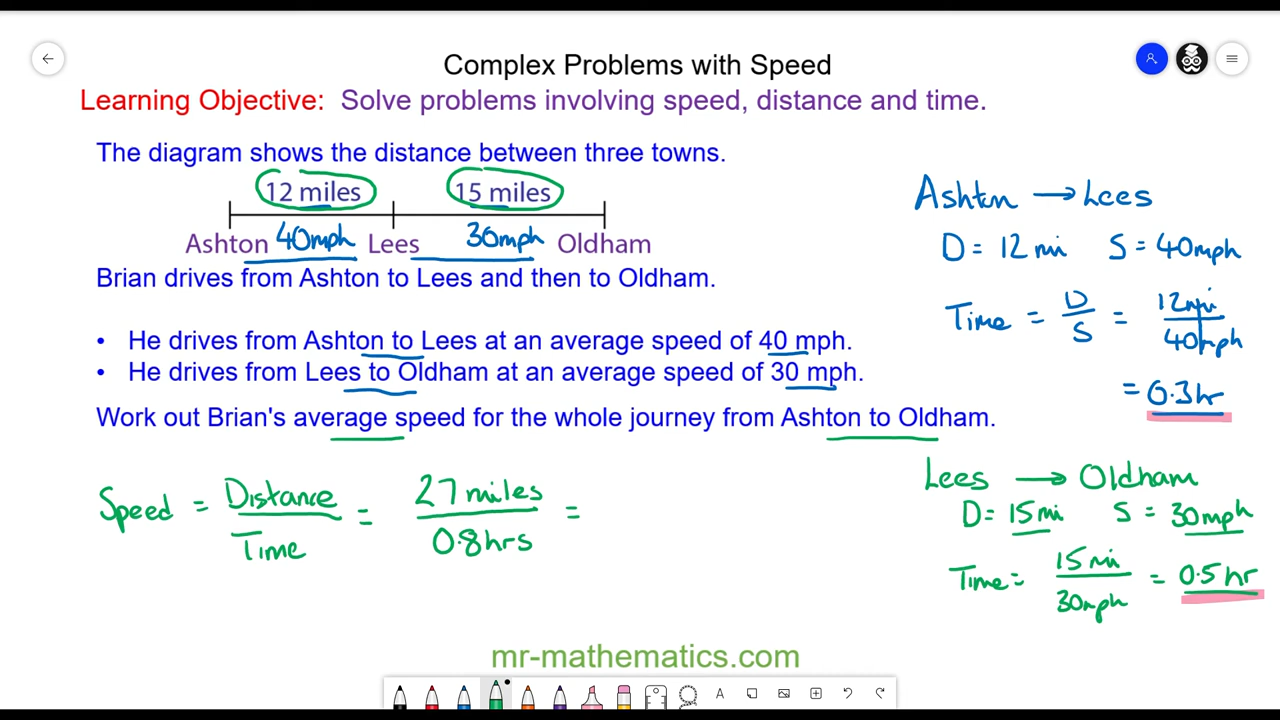 Complex Problems with Speed
Learning Objective: Solve problems involving speed, distance and time.
The diagram shows the distance between three towns.
12 miles 15 miles
Ashton 40mph Lees 30mph Oldham
Brian drives from Ashton to Lees and then to Oldham.
• He drives from Ashton to Lees at an average speed of 40 mph.
• He drives from Lees to Oldham at an average speed of 30 mph.
Work out Brian's average speed for the whole journey from Ashton to Oldham.
Speed = Distance / Time = 27 miles / 0.8hrs =
Ashton → Lees
D = 12 mi S = 40mph
Time = D / S = 12mi / 40mph
= 0.3hr
Lees → Oldham
D = 15mi S = 30mph
Time = 15mi / 30mph = 0.5hr
mr-mathematics.com
A